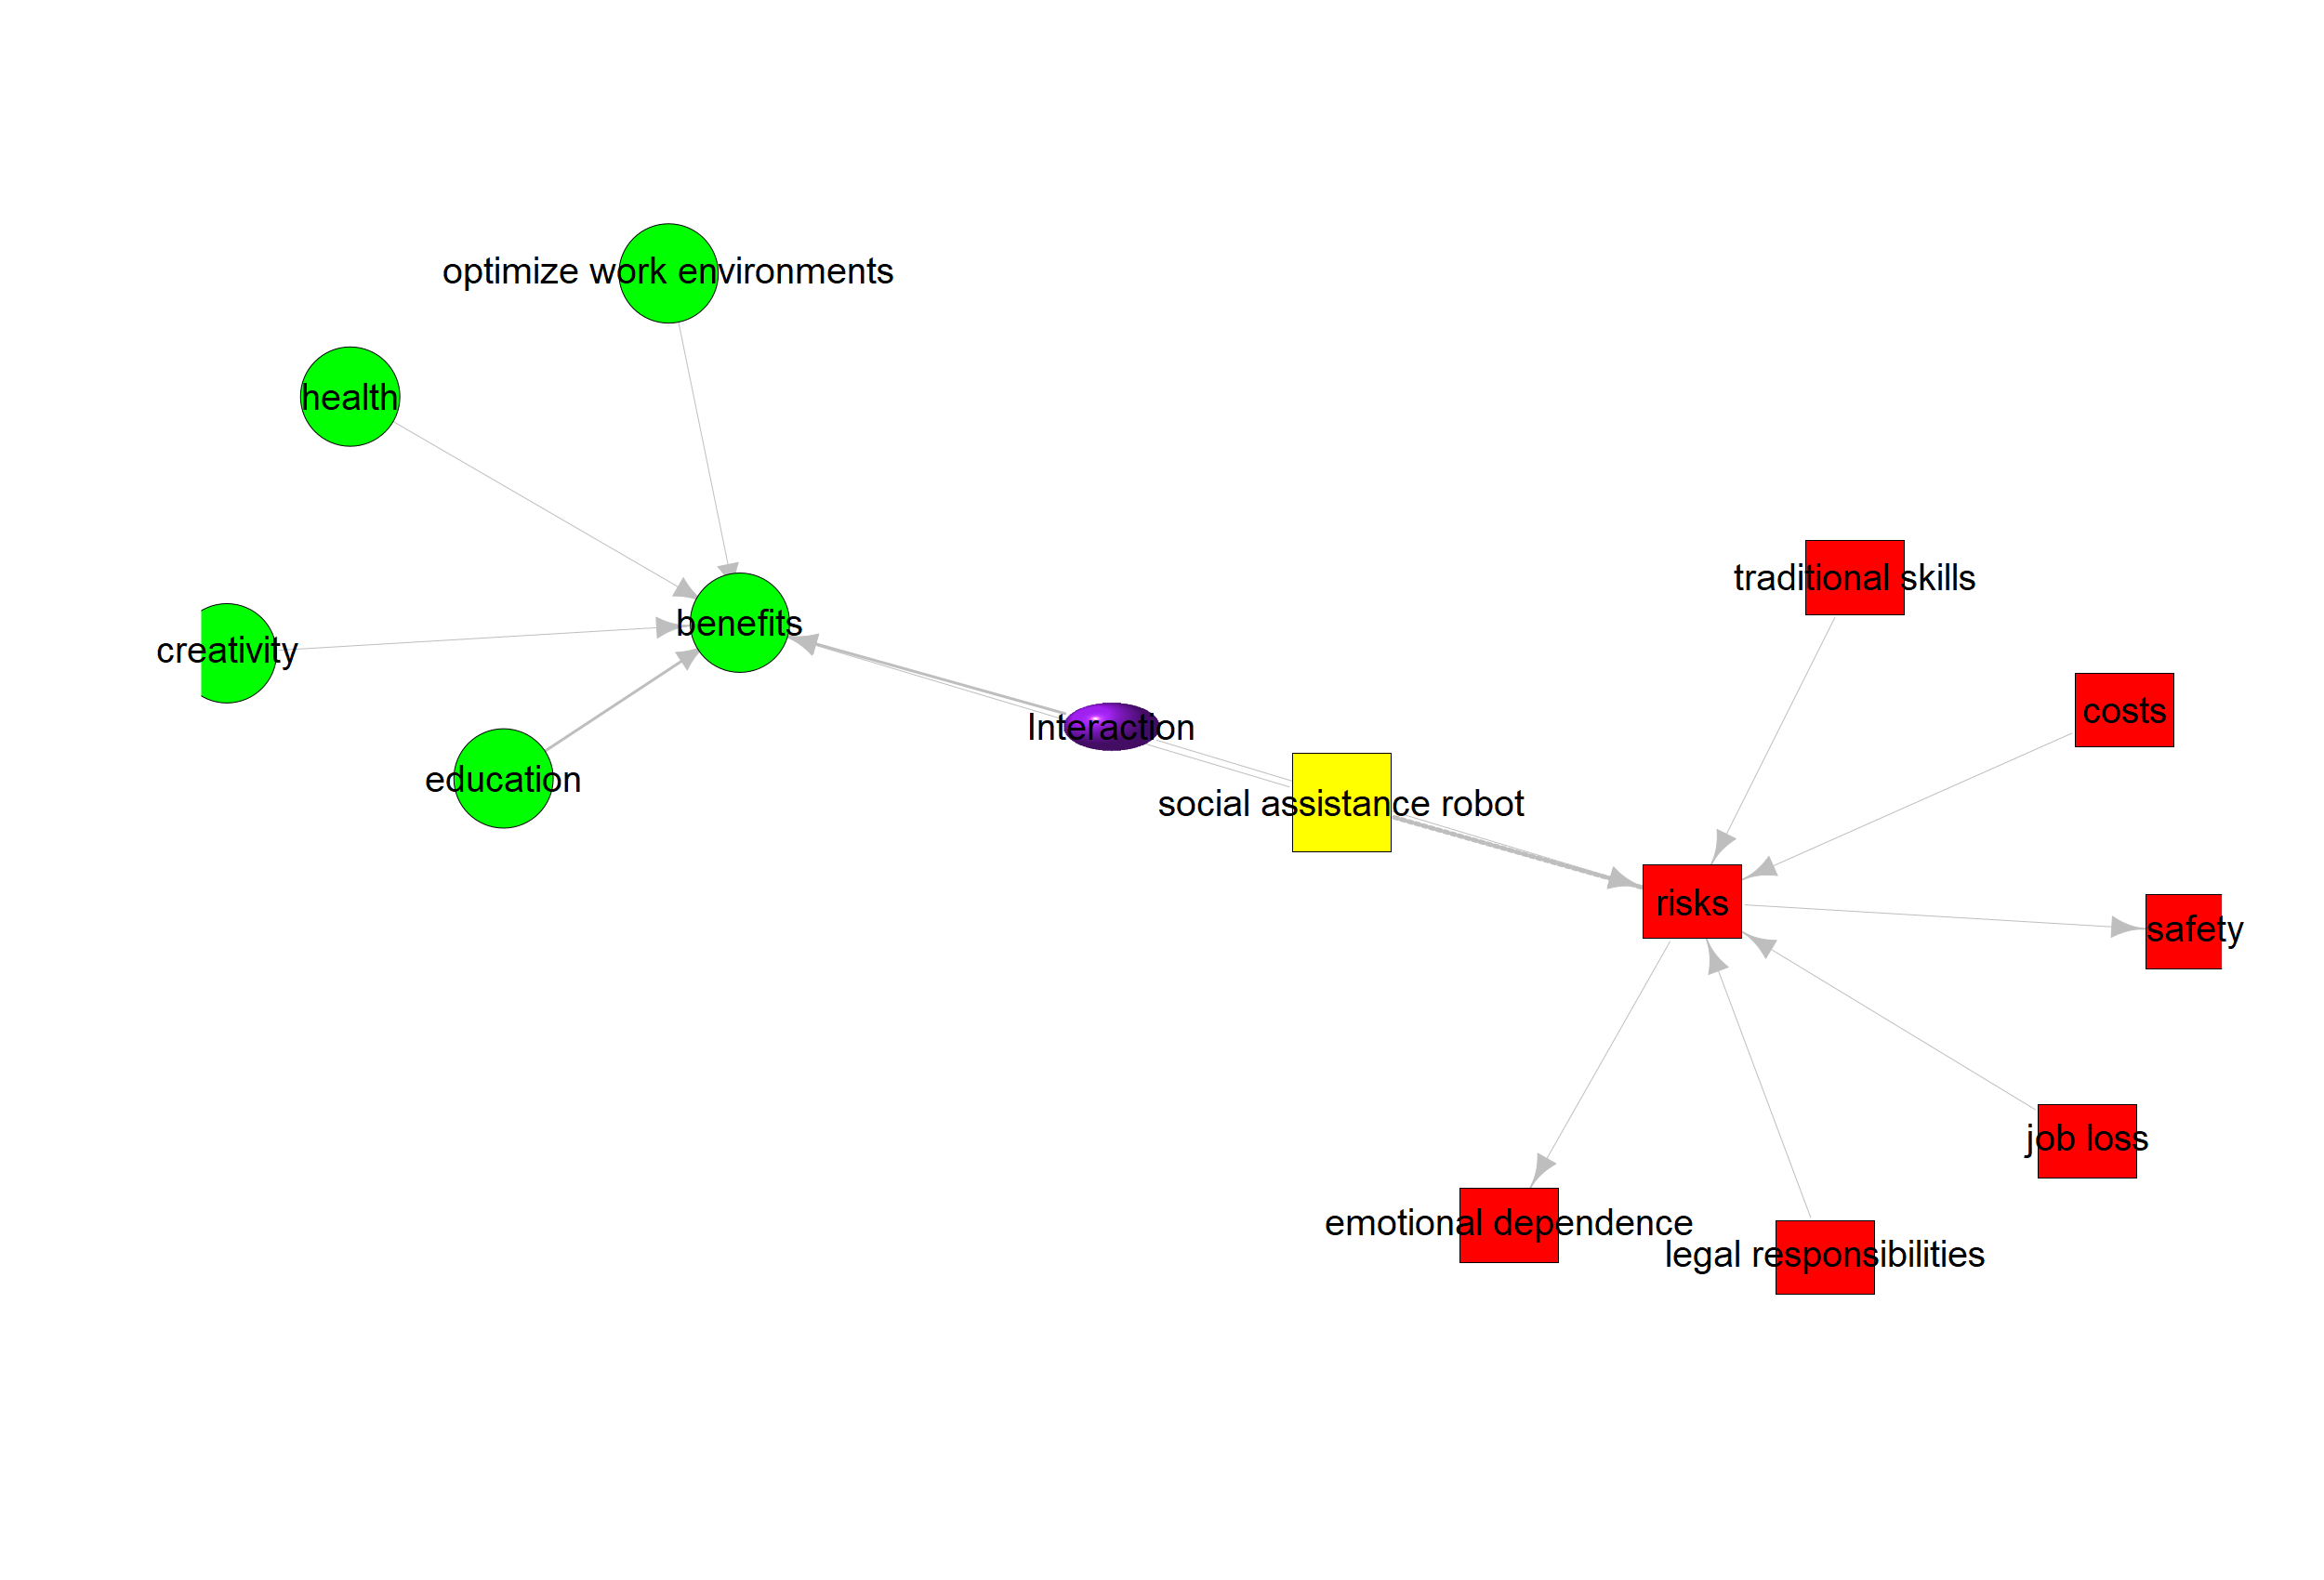 optimize work environments
health
traditional skills
benefits
creativity
costs
Interaction
education
social assistance robot
risks
safety
job loss
emotional dependence
legal responsibilities